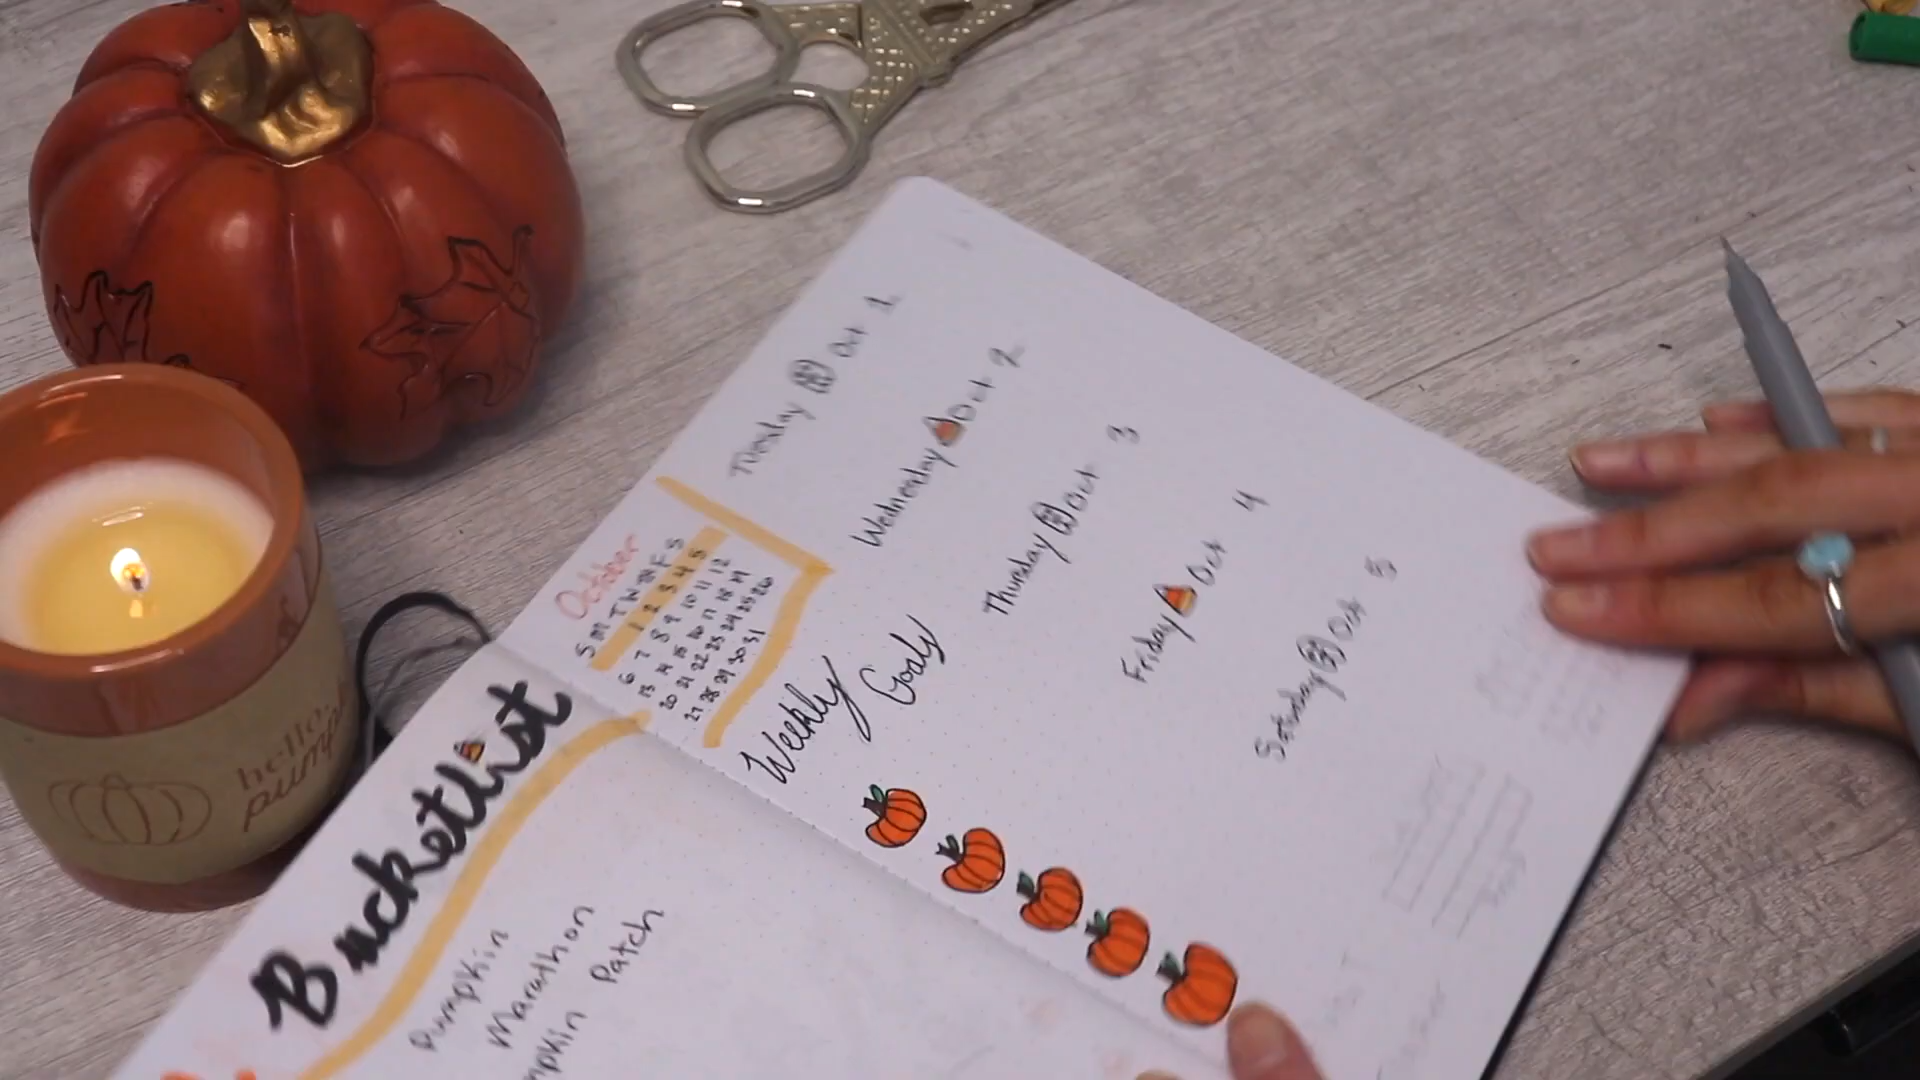 Bucketlist
Pumpkin
Marathon
Patch
October
S M T W Th F S
1 2 3 4 5
6 7 8 9 10 11 12
13 14 15 16 17 18 19
20 21 22 23 24 25 26
27 28 29 30 31
Weekly
Goals
Tuesday Oct 1
Wednesday Oct 2
Thursday Oct 3
Friday Oct 4
Saturday Oct 5
hello,